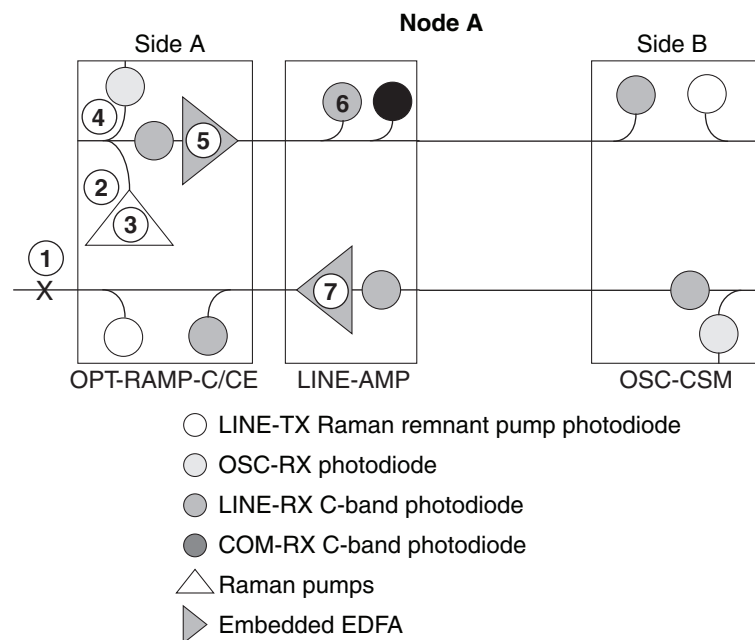 Node A
Side A
Side B
4
5
6
2
3
1
X
7
OPT-RAMP-C/CE
LINE-AMP
OSC-CSM
LINE-TX Raman remnant pump photodiode
OSC-RX photodiode
LINE-RX C-band photodiode
COM-RX C-band photodiode
Raman pumps
Embedded EDFA